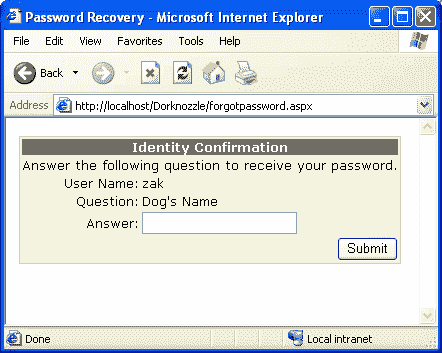 Password Recovery - Microsoft Internet Explorer
File Edit View Favorites Tools Help
Back
Address http://localhost/Dorknozzle/forgotpassword.aspx
Identity Confirmation
Answer the following question to receive your password.
User Name: zak
Question: Dog's Name
Answer:
Submit
Done Local intranet